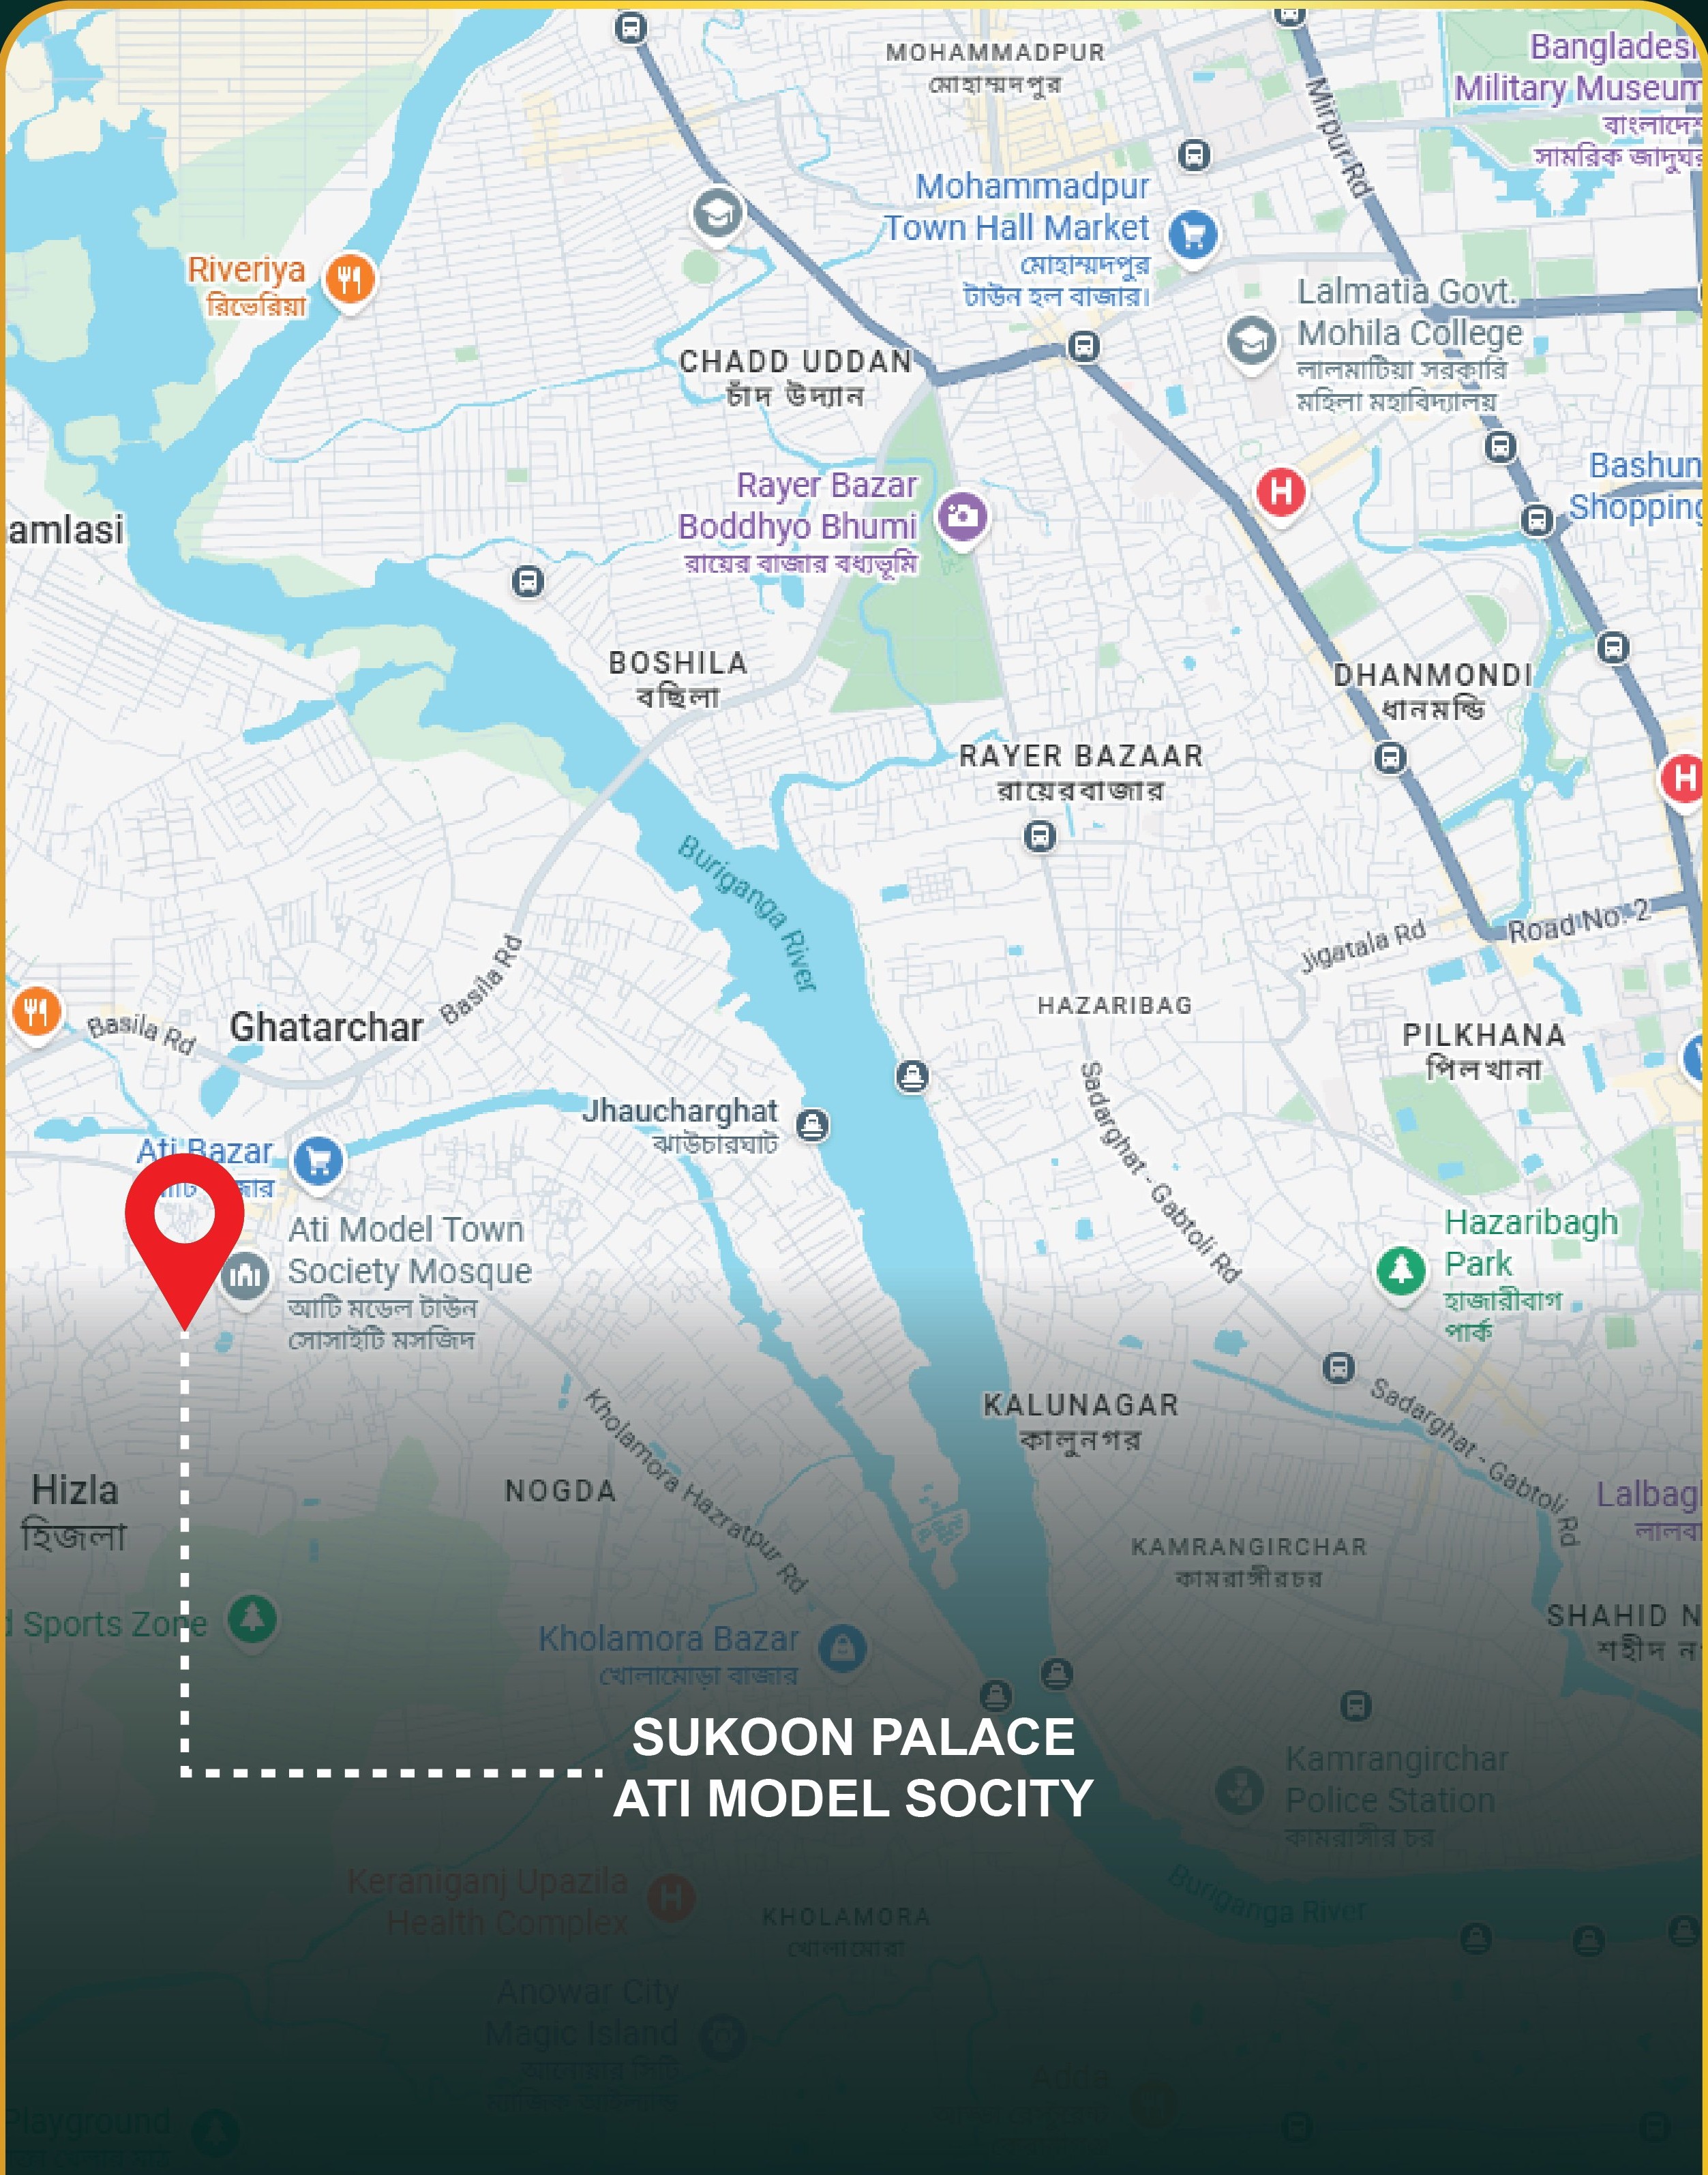 MOHAMMADPUR
মোহাম্মদপুর
Mirpur Rd
Military Museum
সামরিক
Mohammadpur
Town Hall Market
মোহাম্মদপুর
টাউন হল বাজার।
Riveriya
রিভেরিয়া
Lalmatia Govt.
Mohila College
লালমাটিয়া সরকারি
মহিলা মহাবিদ্যালয়
CHADD UDDAN
চাঁদ উদ্যান
Rayer Bazar
Boddhyo Bhumi
রায়ের বাজার বধ্যভূমি
Bashun
Shopping
amlasi
BOSHILA
বছিলা
DHANMONDI
ধানমন্ডি
RAYER BAZAAR
রায়েরবাজার
Buriganga River
Jigatala Rd
Road No. 2
Basila Rd
Basila Rd
Ghatarchar
HAZARIBAG
PILKHANA
পিলখানা
Jhaucharghat
ঝাউচারঘাট
Sadarghat - Gabtoli Rd
Ati Bazar
Ati Model Town
Society Mosque
আটি মডেল টাউন
সোসাইটি মসজিদ
Hazaribagh
Park
হাজারীবাগ
পার্ক
KALUNAGAR
কালুনগর
Sadarghat - Gabtoli Rd
Kholamora Hazratpur Rd
Hizla
হিজলা
NOGDA
Lalbag
KAMRANGIRCHAR
কামরাঙ্গীরচর
d Sports Zone
Kholamora Bazar
খোলামোড়া বাজার
SHAHID N
শহীদ ন
SUKOON PALACE
ATI MODEL SOCITY
Kamrangirchar
Police Station
কামরাঙ্গীর চর
Keraniganj Upazila
Health Complex
Buriganga River
KHOLAMORA
খোলামোরা
Anowar City
Magic Island
আনোয়ার সিটি
ম্যাজিক আইল্যান্ড
Adda
Playground